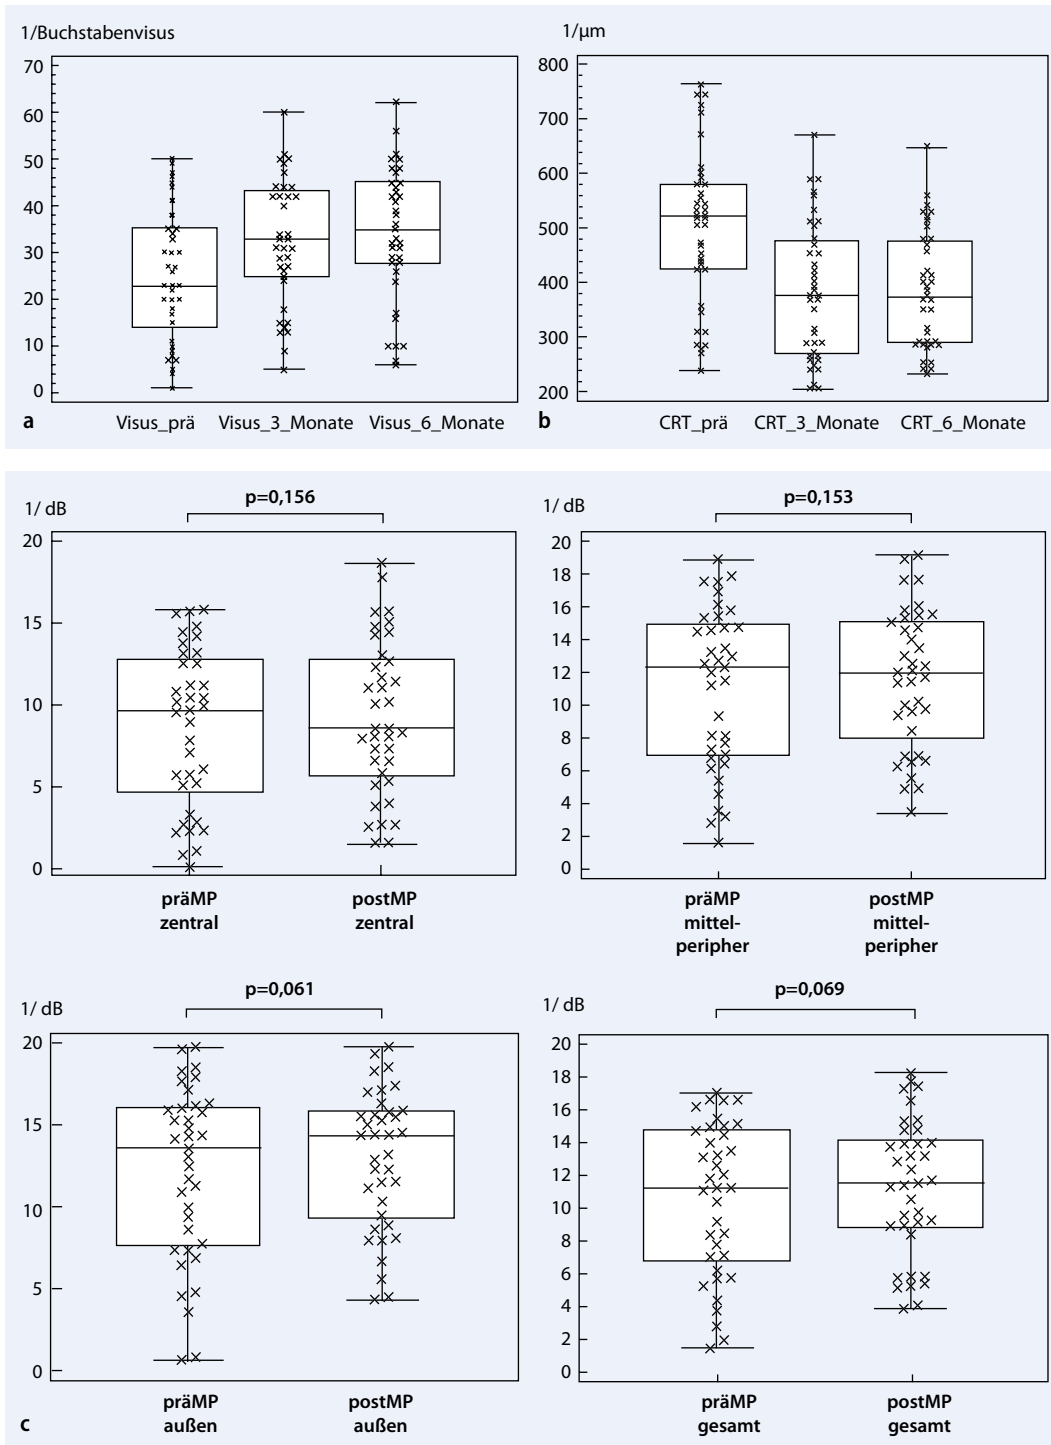 1/Buchstabenvisus
70
60
50
40
30
20
10
0
a
Visus_prä
Visus_3_Monate
Visus_6_Monate
1/µm
800
700
600
500
400
300
200
b
CRT_prä
CRT_3_Monate
CRT_6_Monate
1/ dB
p=0,156
20
15
10
5
0
präMP
zentral
postMP
zentral
1/ dB
p=0,153
20
18
16
14
12
10
8
6
4
2
0
präMP
mittel-
peripher
postMP
mittel-
peripher
1/ dB
p=0,061
20
15
10
5
0
c
präMP
außen
postMP
außen
1/ dB
p=0,069
20
18
16
14
12
10
8
6
4
2
0
präMP
gesamt
postMP
gesamt